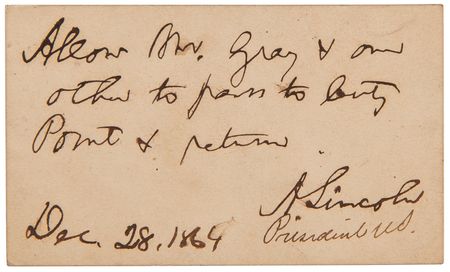 Allow Mr. Gray & one
other to pass to City
Point & return
A Lincoln
President U.S.
Dec. 28, 1864